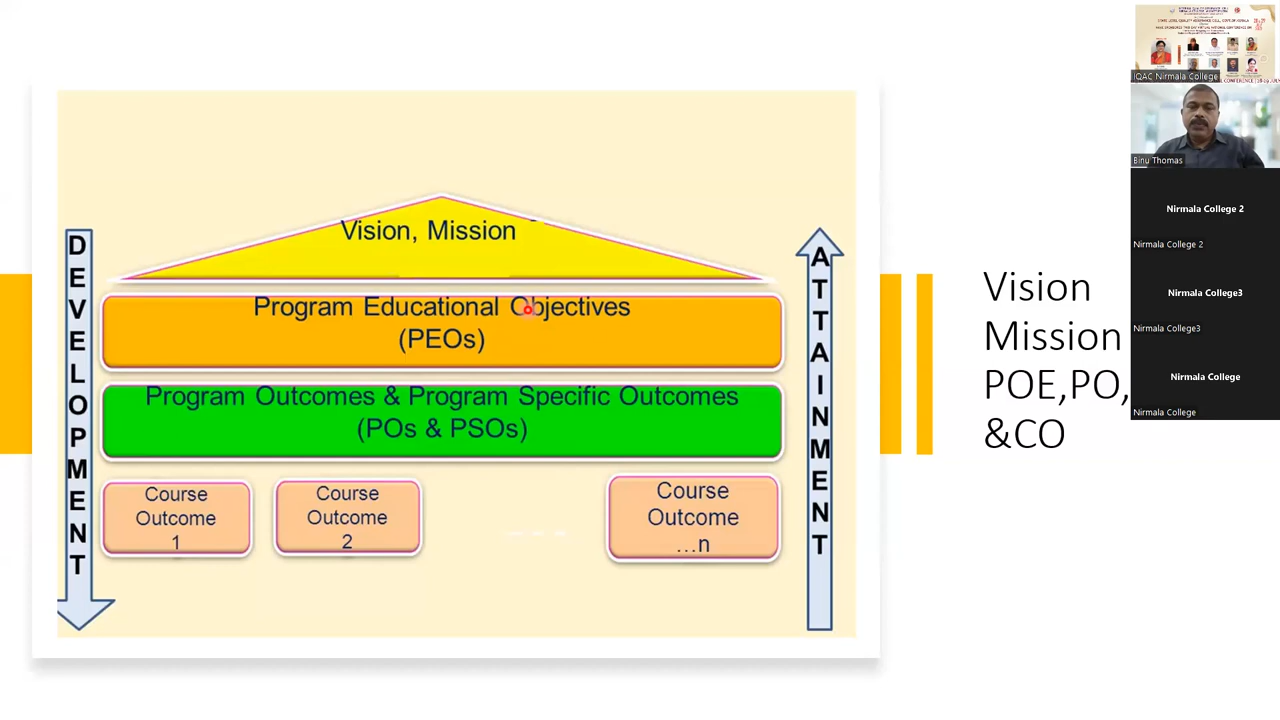 Vision, Mission
Program Educational Objectives
(PEOs)
Program Outcomes & Program Specific Outcomes
(POs & PSOs)
Course
Outcome
1
Course
Outcome
2
Course
Outcome
...n
DEVELOPMENT
ATTAINMENT
Vision
Mission
POE,PO,
&CO
IQAC Nirmala College
Binu Thomas
Nirmala College 2
Nirmala College 2
Nirmala College3
Nirmala College3
Nirmala College
Nirmala College